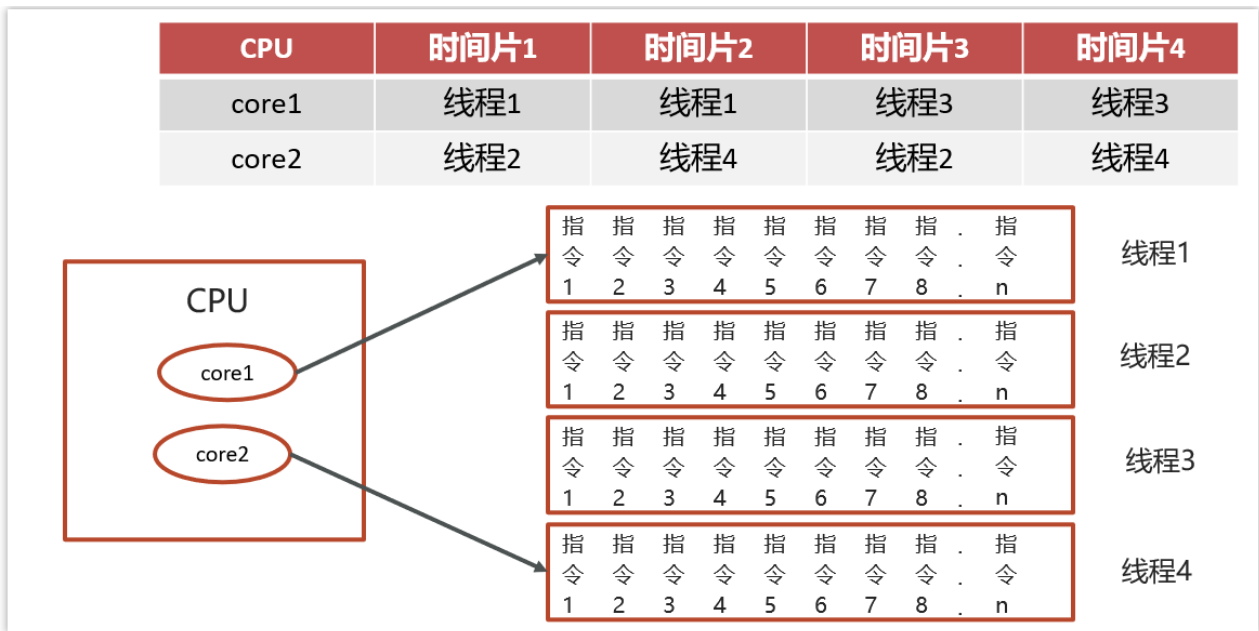 CPU 时间片1 时间片2 时间片3 时间片4
core1 线程1 线程1 线程3 线程3
core2 线程2 线程4 线程2 线程4
CPU
core1
core2
指 指 指 指 指 指 指 指 . 指
令 令 令 令 令 令 令 令 . 令
1 2 3 4 5 6 7 8 . n
线程1
指 指 指 指 指 指 指 指 . 指
令 令 令 令 令 令 令 令 . 令
1 2 3 4 5 6 7 8 . n
线程2
指 指 指 指 指 指 指 指 . 指
令 令 令 令 令 令 令 令 . 令
1 2 3 4 5 6 7 8 . n
线程3
指 指 指 指 指 指 指 指 . 指
令 令 令 令 令 令 令 令 . 令
1 2 3 4 5 6 7 8 . n
线程4